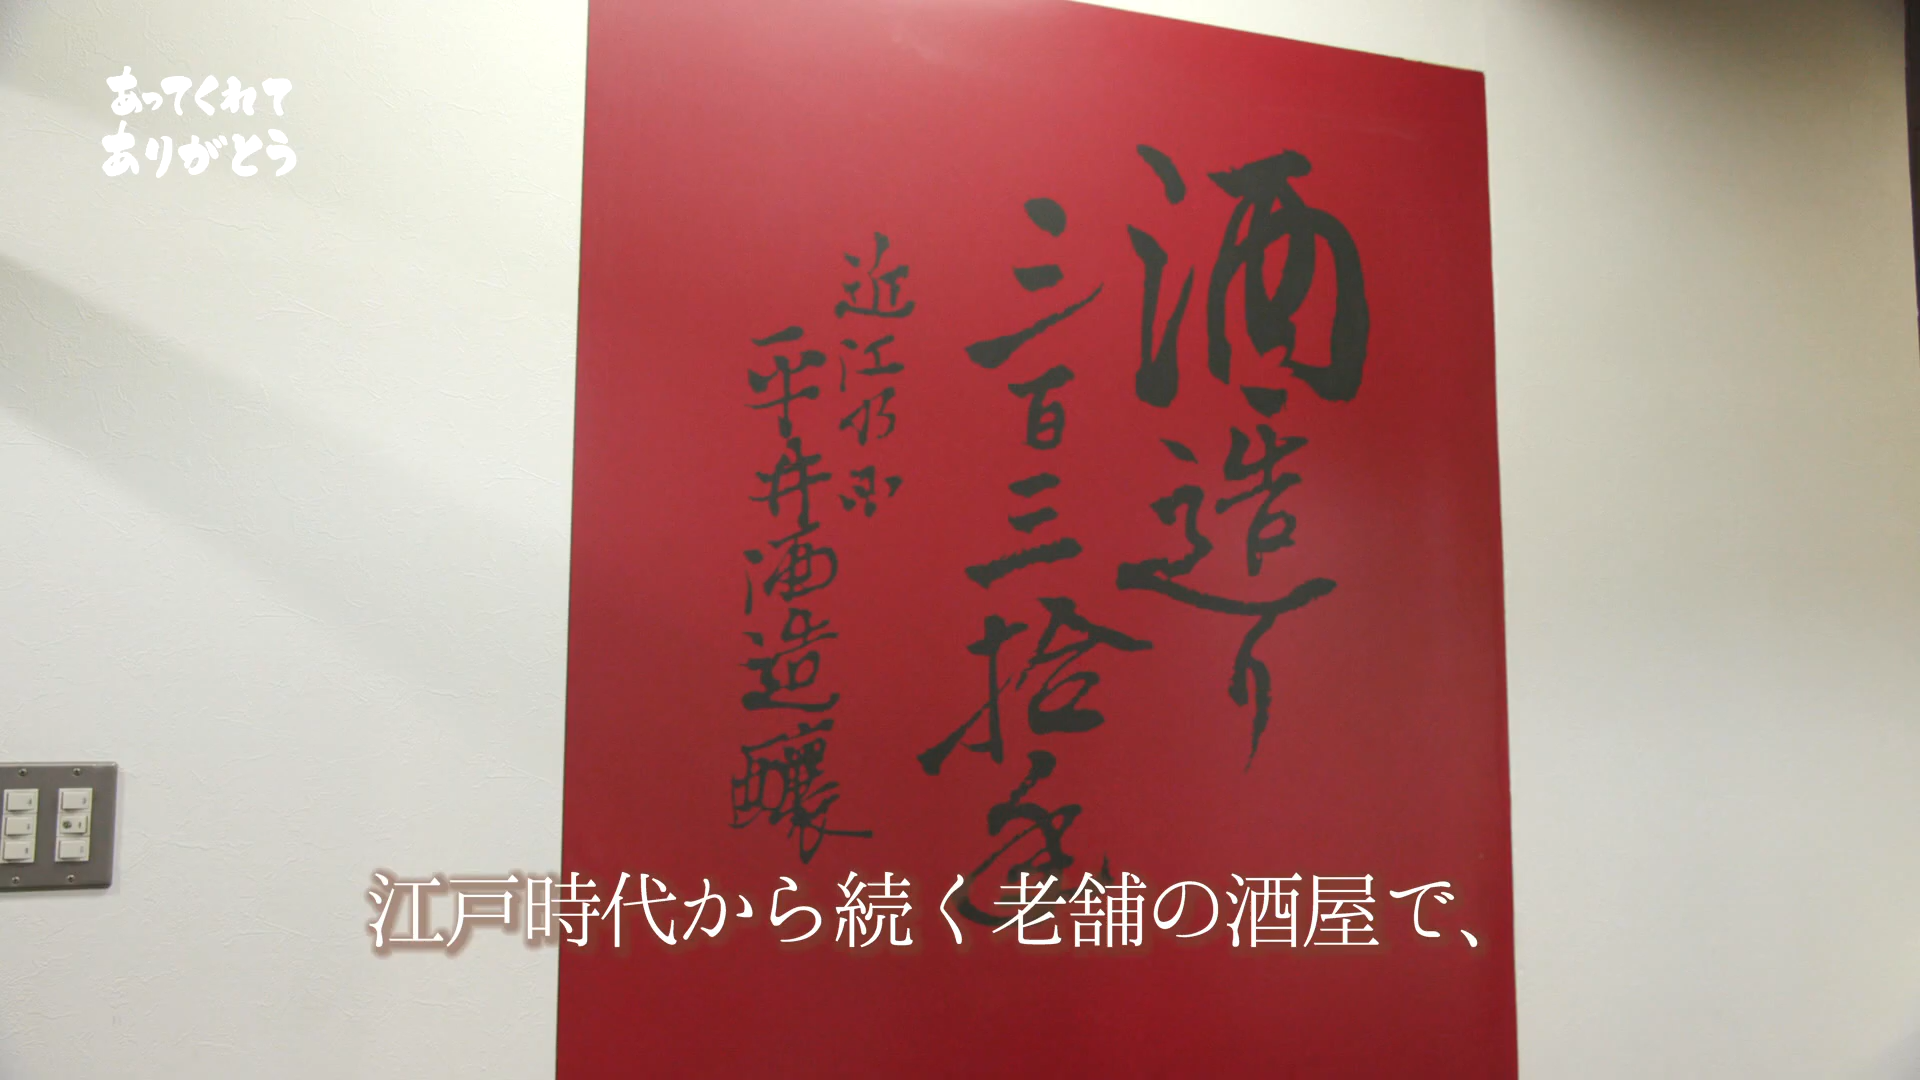 あってくれて
ありがとう
酒造り
三百三拾年
近江乃国
平井酒造醸
江戸時代から続く老舗の酒屋で、